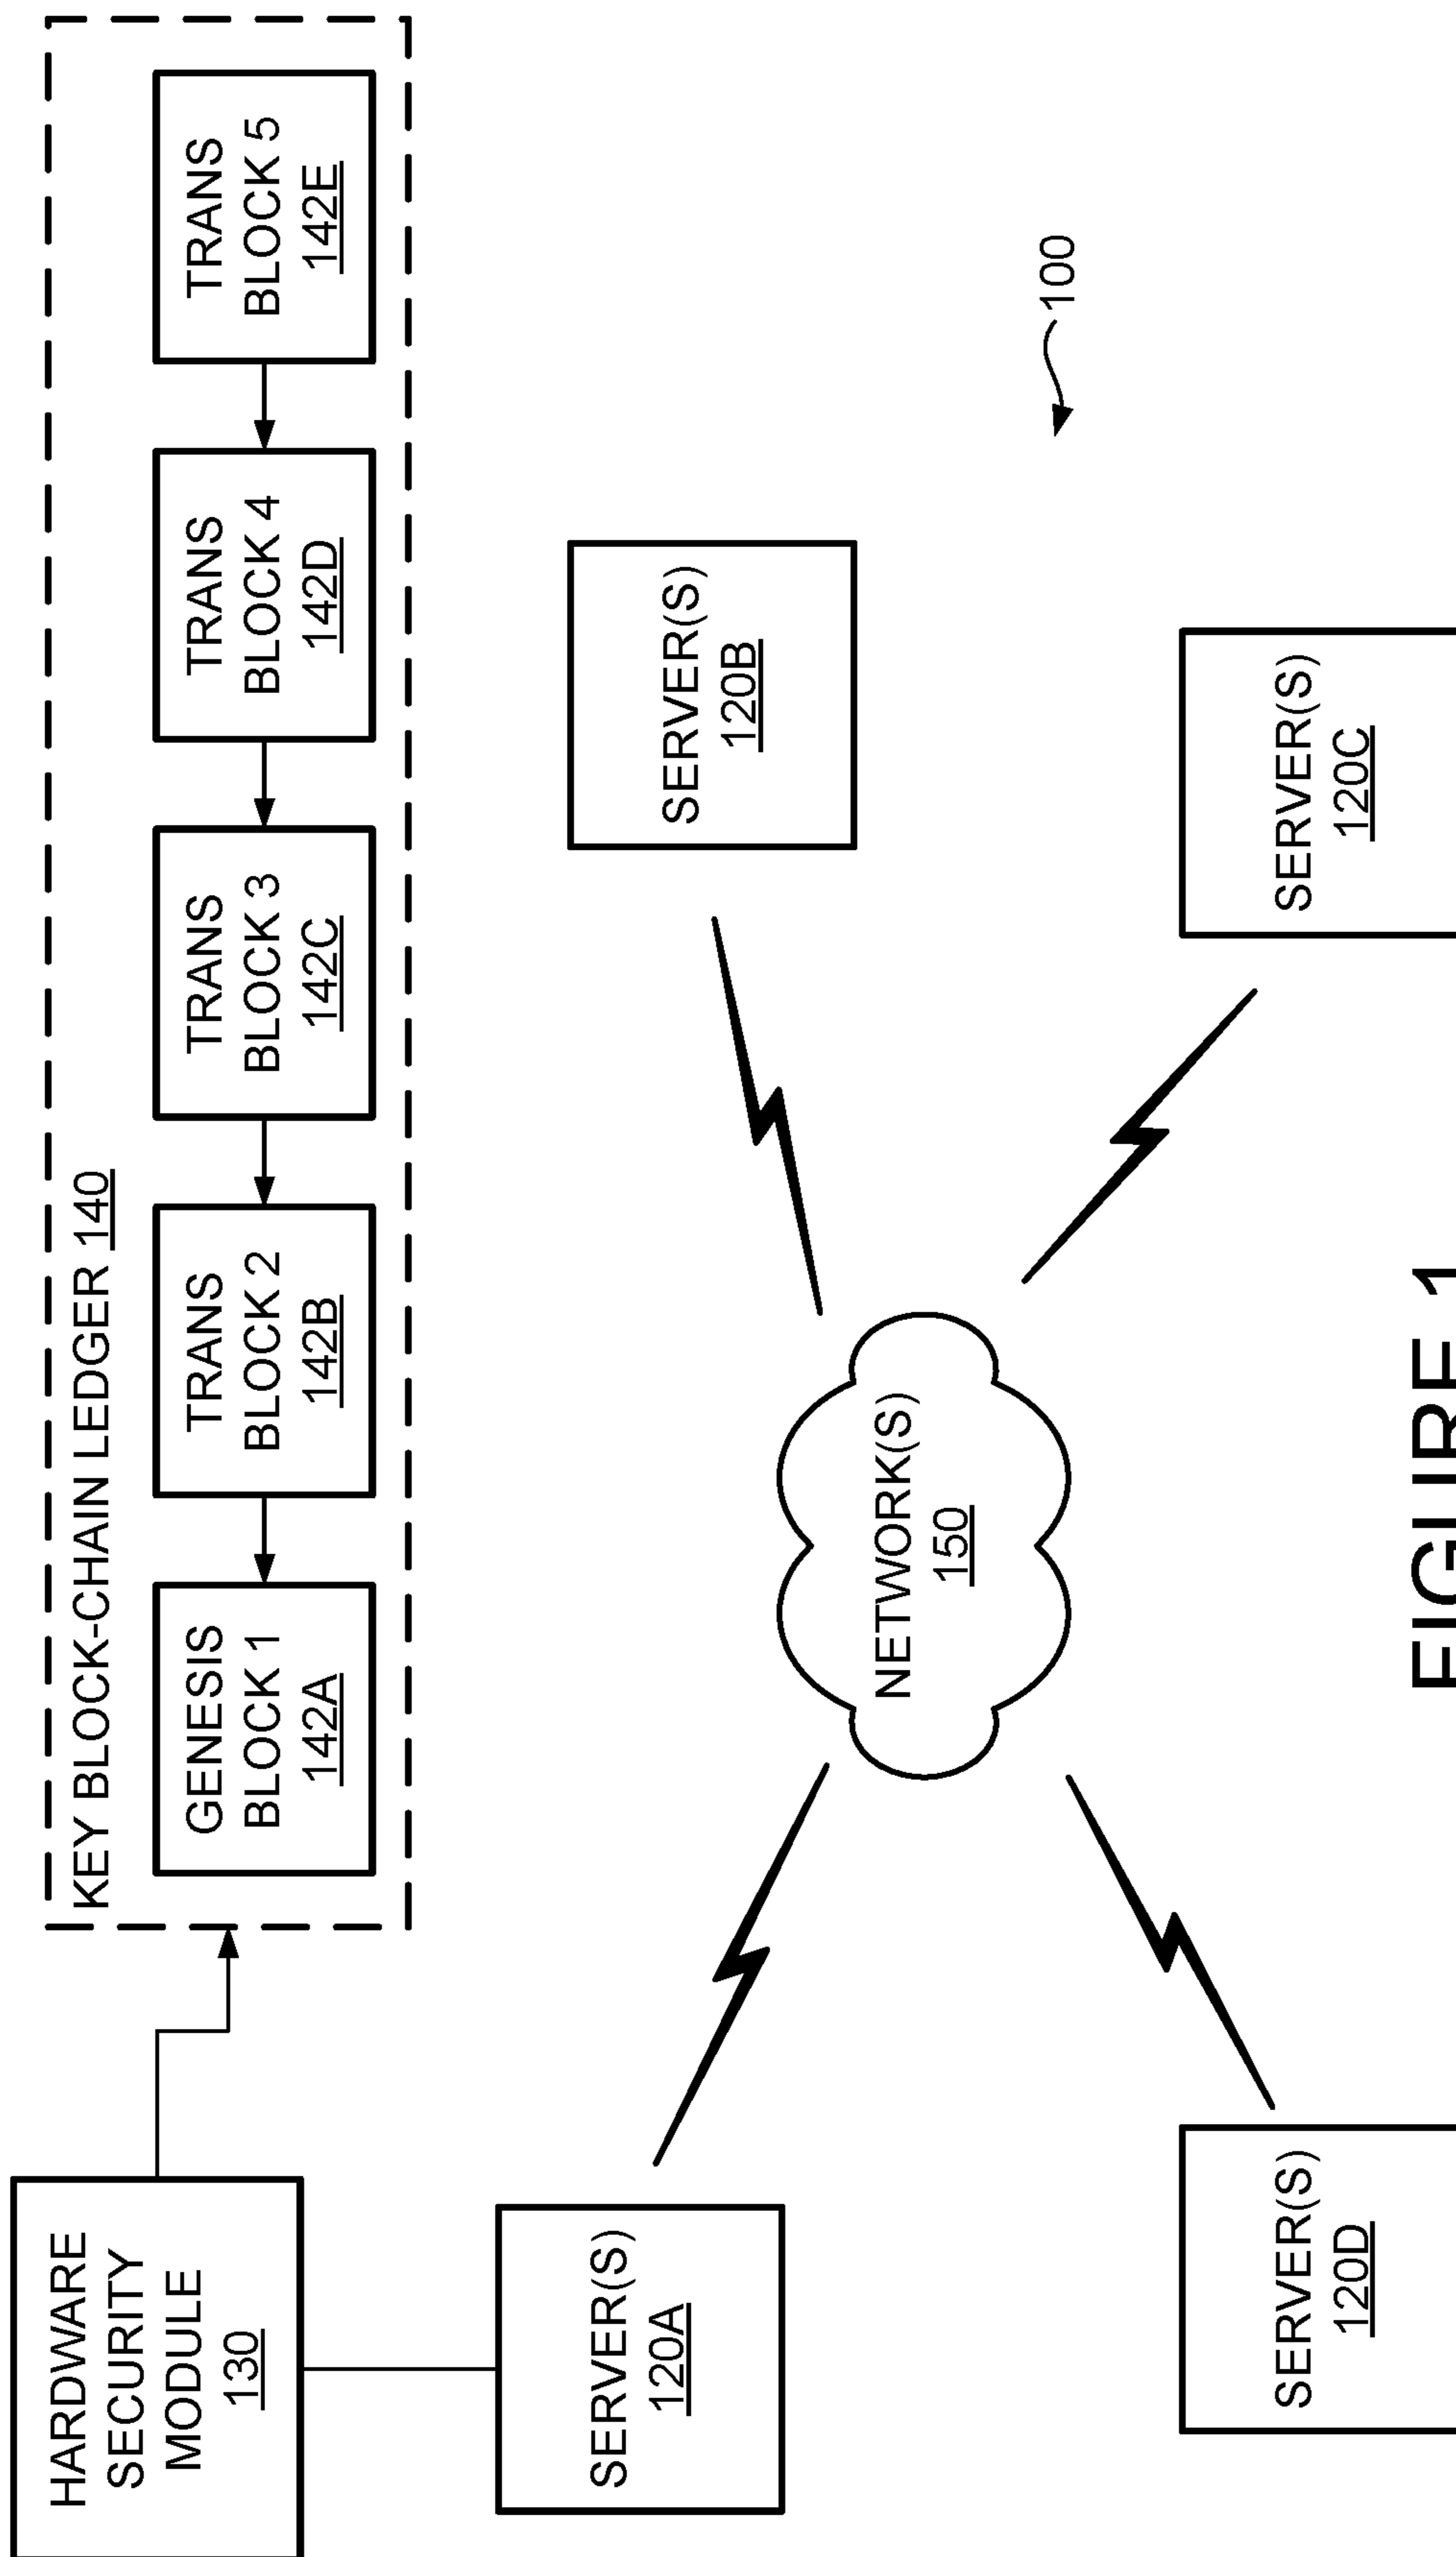 HARDWARE
SECURITY
MODULE
130
KEY BLOCK-CHAIN LEDGER 140
GENESIS
BLOCK 1
142A
TRANS
BLOCK 2
142B
TRANS
BLOCK 3
142C
TRANS
BLOCK 4
142D
TRANS
BLOCK 5
142E
SERVER(S)
120A
SERVER(S)
120B
NETWORK(S)
150
100
SERVER(S)
120D
SERVER(S)
120C
FIGURE 1